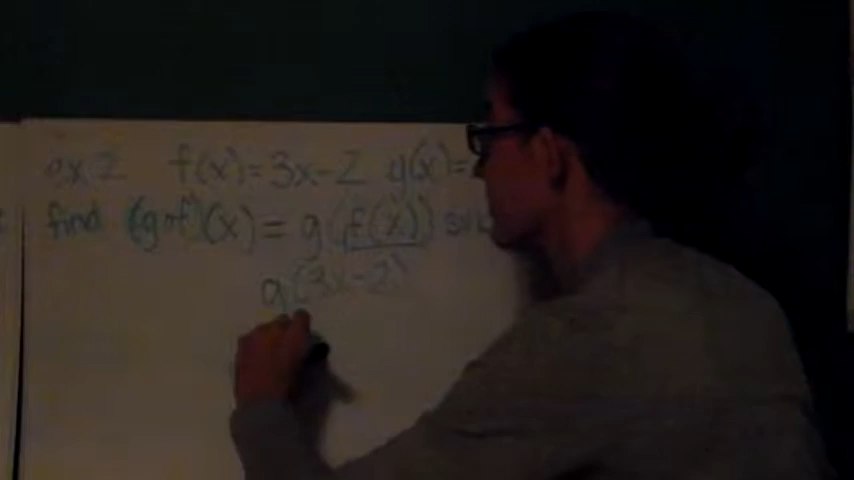 ex 2 f(x) = 3x - 2 g(x) =
find (g∘f)(x) = g(f(x))
g(3x - 2)